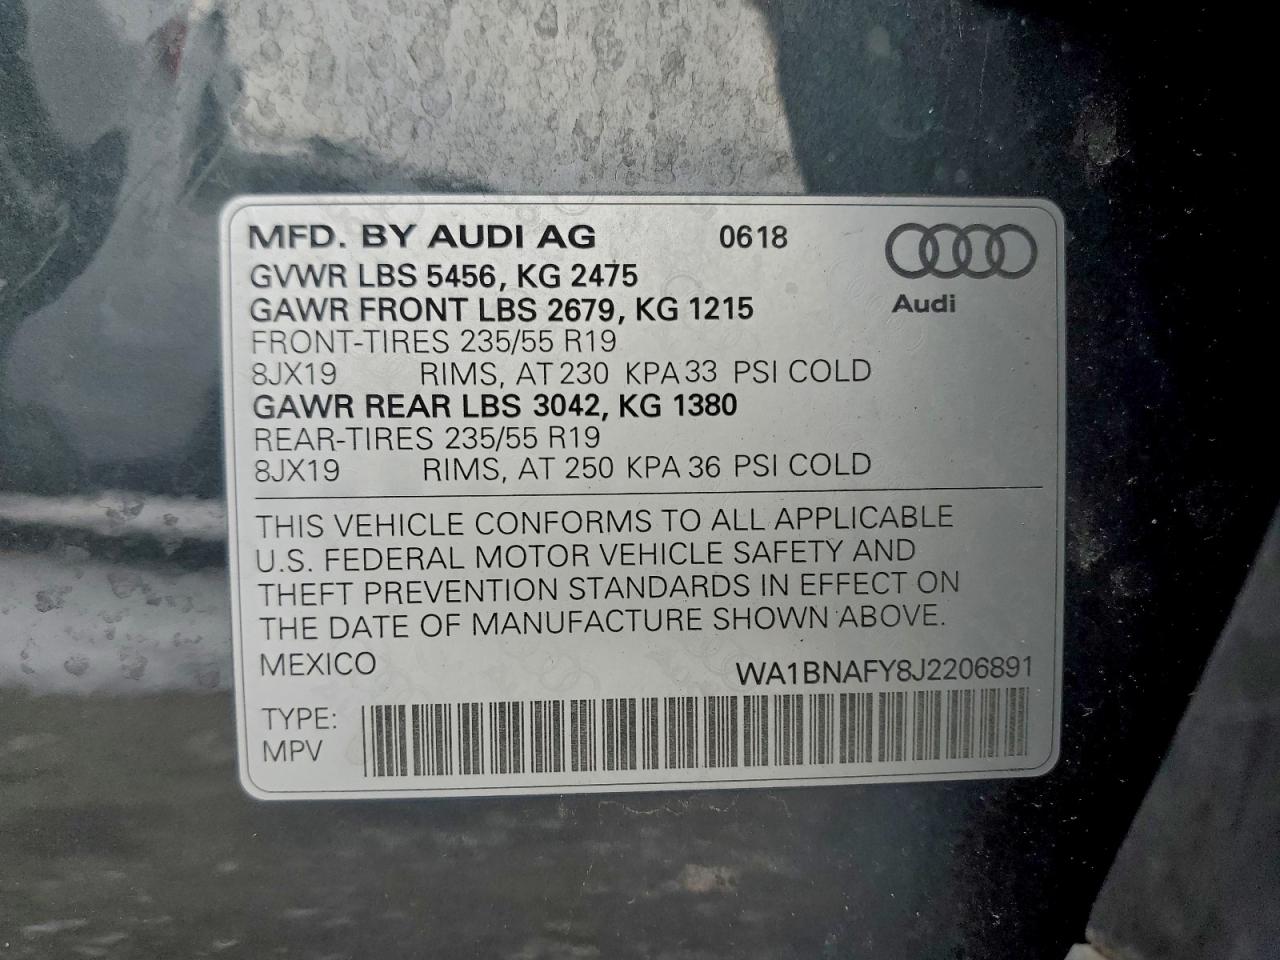 MFD. BY AUDI AG 0618
GVWR LBS 5456, KG 2475
GAWR FRONT LBS 2679, KG 1215
Audi
FRONT-TIRES 235/55 R19
8JX19 RIMS, AT 230 KPA 33 PSI COLD
GAWR REAR LBS 3042, KG 1380
REAR-TIRES 235/55 R19
8JX19 RIMS, AT 250 KPA 36 PSI COLD
THIS VEHICLE CONFORMS TO ALL APPLICABLE
U.S. FEDERAL MOTOR VEHICLE SAFETY AND
THEFT PREVENTION STANDARDS IN EFFECT ON
THE DATE OF MANUFACTURE SHOWN ABOVE.
MEXICO WA1BNAFY8J2206891
TYPE:
MPV